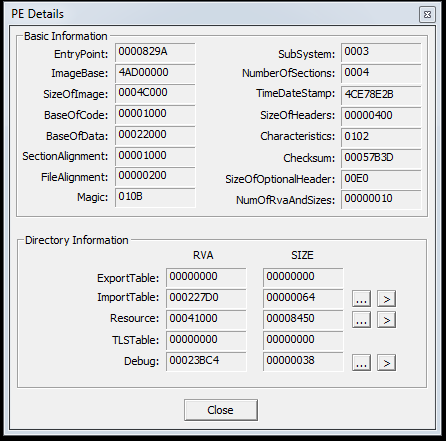 PE Details
Basic Information
EntryPoint: 0000829A
ImageBase: 4AD00000
SizeOfImage: 0004C000
BaseOfCode: 00001000
BaseOfData: 00022000
SectionAlignment: 00001000
FileAlignment: 00000200
Magic: 010B
SubSystem: 0003
NumberOfSections: 0004
TimeDateStamp: 4CE78E2B
SizeOfHeaders: 00000400
Characteristics: 0102
Checksum: 00057B3D
SizeOfOptionalHeader: 00E0
NumOfRvaAndSizes: 00000010
Directory Information
RVA SIZE
ExportTable: 00000000 00000000
ImportTable: 000227D0 00000064 ... >
Resource: 00041000 00008450 ... >
TLSTable: 00000000 00000000
Debug: 00023BC4 00000038 ... >
Close